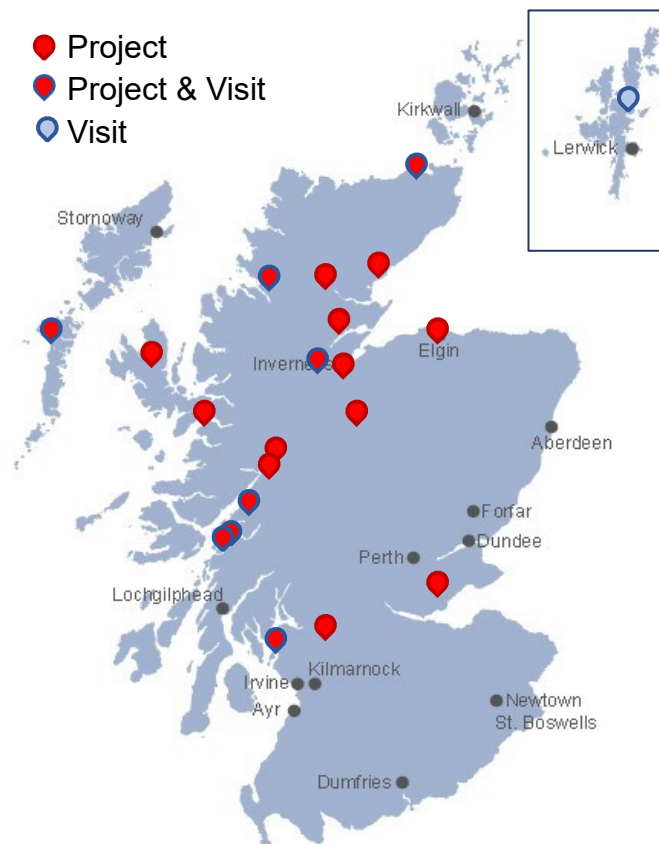 Project
Project & Visit
Visit
Kirkwall
Lerwick
Stornoway
Inverness
Elgin
Aberdeen
Forfar
Dundee
Perth
Lochgilphead
Irvine
Kilmarnock
Ayr
Newtown
St. Boswells
Dumfries